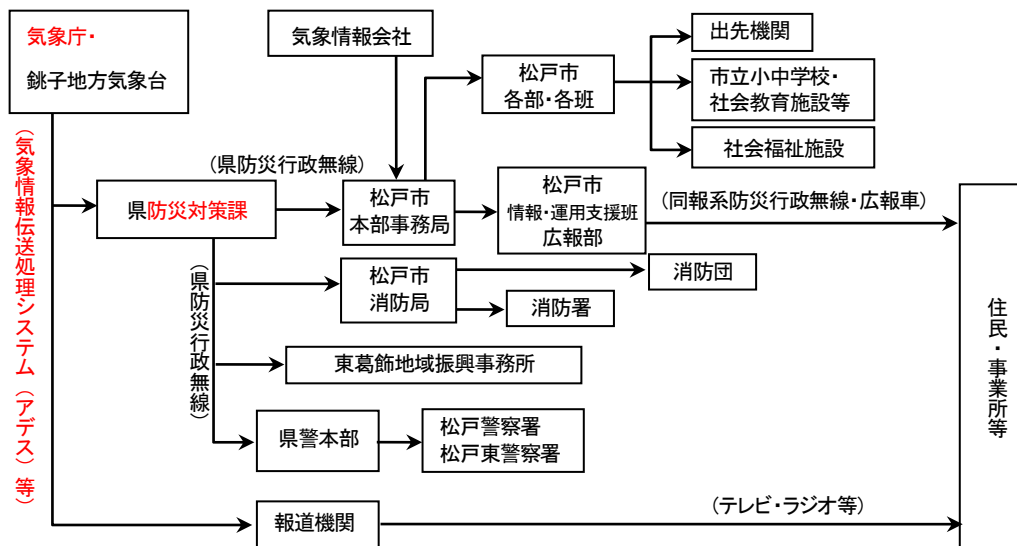 気象庁・
銚子地方気象台
気象情報会社
松戸市
各部・各班
出先機関
市立小中学校・
社会教育施設等
社会福祉施設
(気象情報伝送処理システム(アデス)等)
(県防災行政無線)
県防災対策課
松戸市
本部事務局
松戸市
情報・運用支援班
広報部
(同報系防災行政無線・広報車)
住民・事業所等
(県防災行政無線)
松戸市
消防局
消防団
消防署
東葛飾地域振興事務所
県警本部
松戸警察署
松戸東警察署
報道機関
(テレビ・ラジオ等)